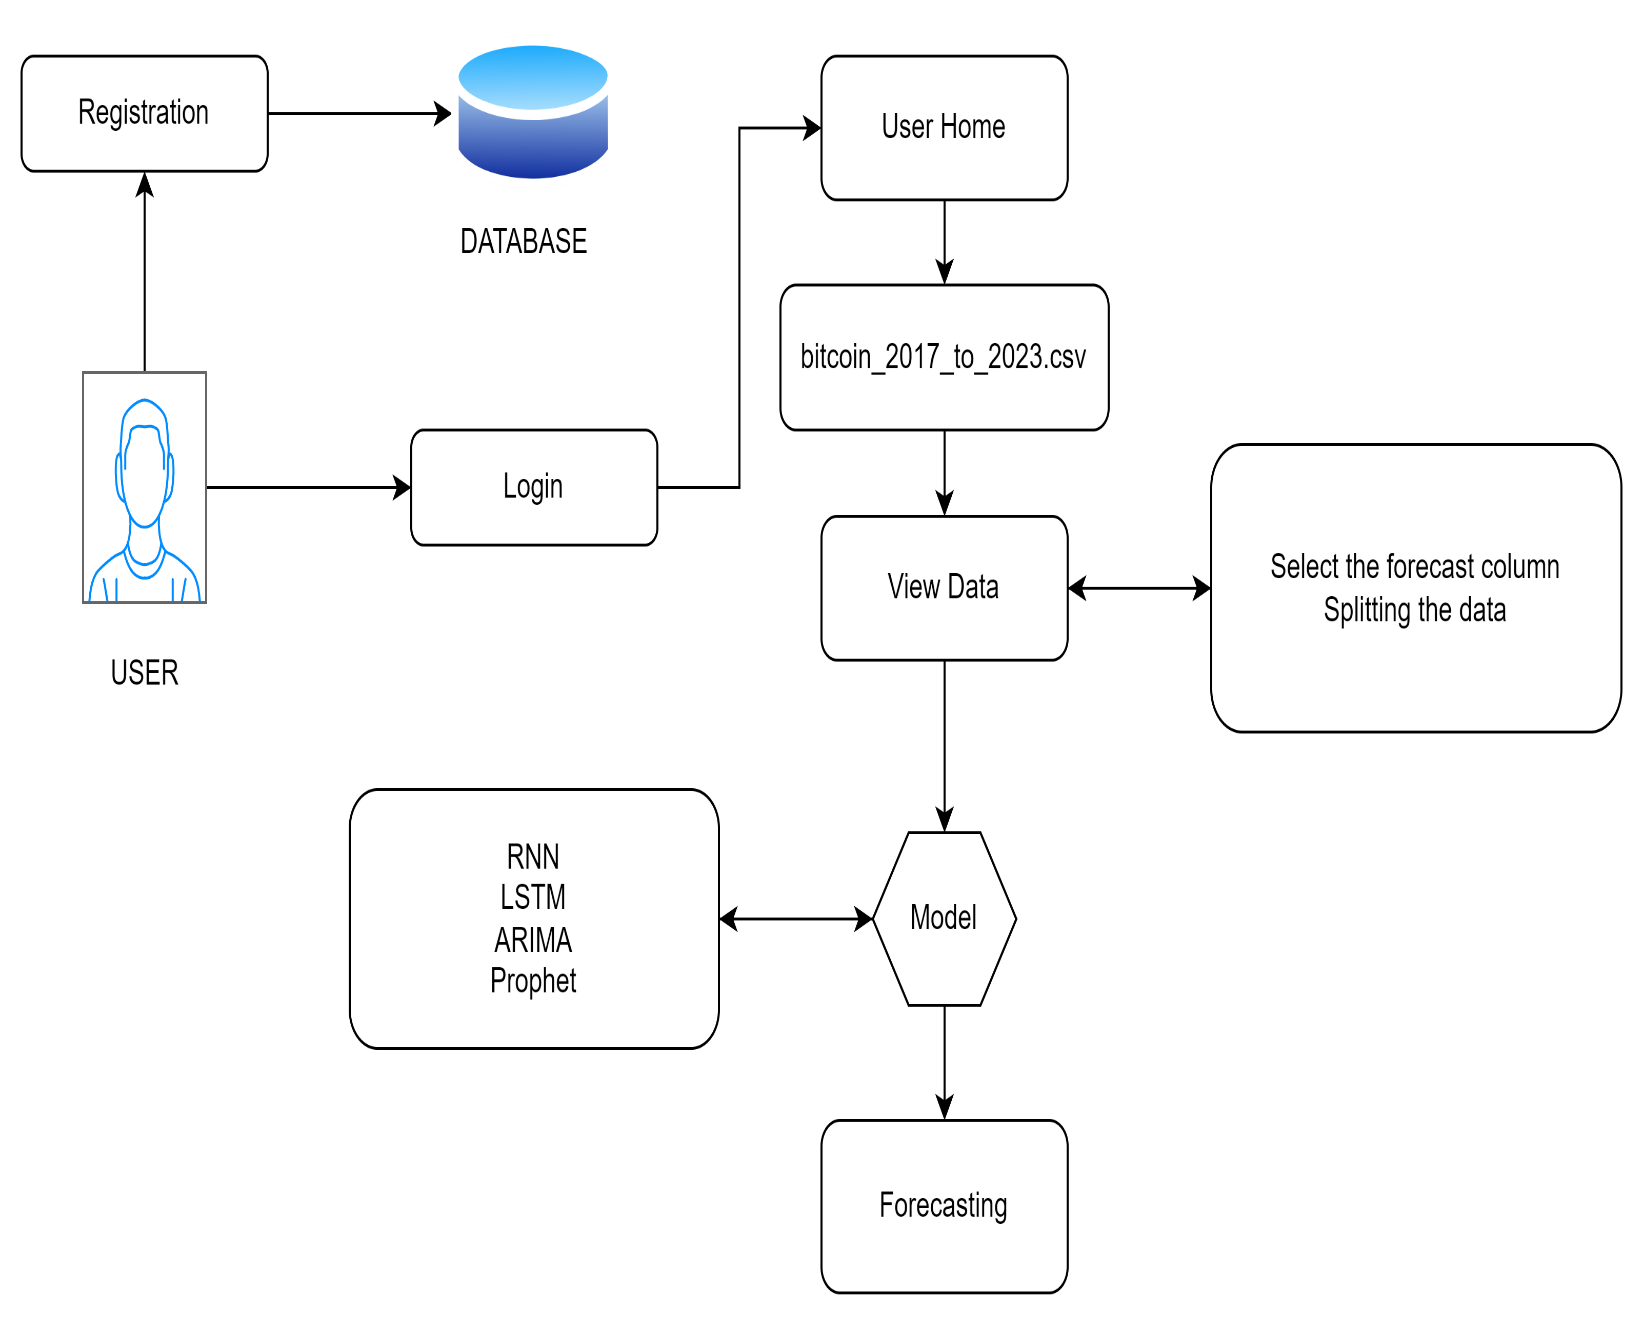 Registration
DATABASE
User Home
bitcoin_2017_to_2023.csv
Login
USER
View Data
Select the forecast column
Splitting the data
RNN
LSTM
ARIMA
Prophet
Model
Forecasting